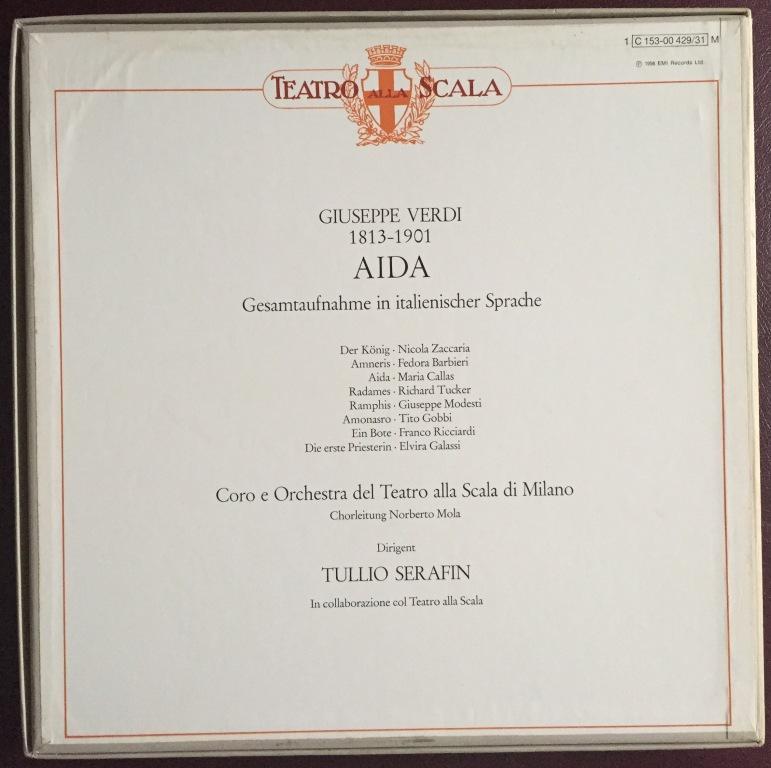 1 C 153-00 429/31 M
℗ 1956 EMI Records Ltd.
TEATRO ALLA SCALA
GIUSEPPE VERDI
1813-1901
AIDA
Gesamtaufnahme in italienischer Sprache
Der König · Nicola Zaccaria
Amneris · Fedora Barbieri
Aida · Maria Callas
Radames · Richard Tucker
Ramphis · Giuseppe Modesti
Amonasro · Tito Gobbi
Ein Bote · Franco Ricciardi
Die erste Priesterin · Elvira Galassi
Coro e Orchestra del Teatro alla Scala di Milano
Chorleitung Norberto Mola
Dirigent
TULLIO SERAFIN
In collaborazione col Teatro alla Scala